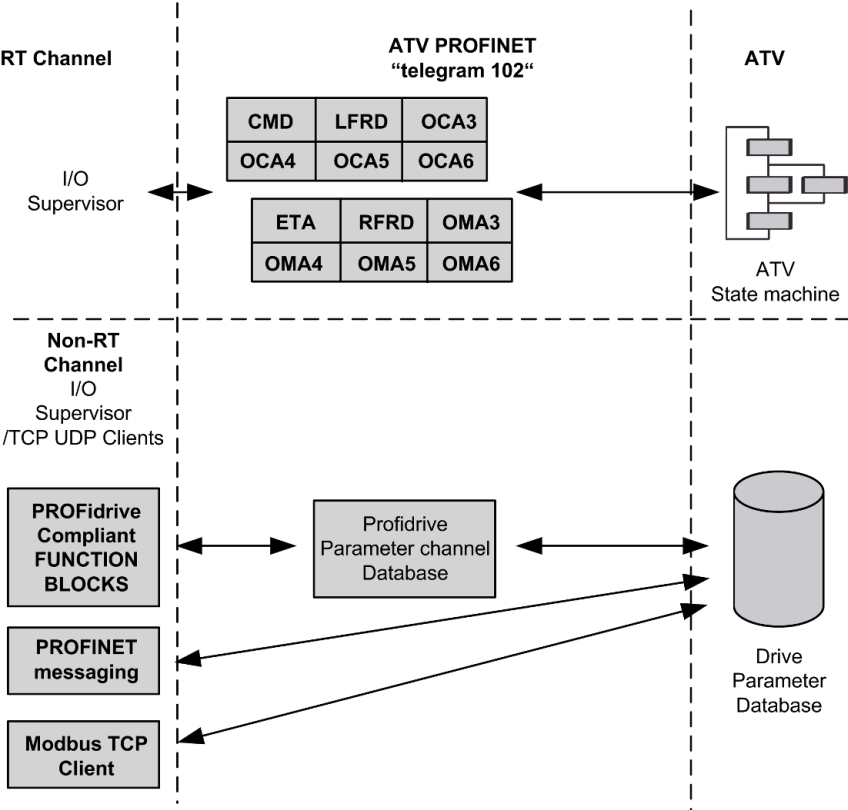 RT Channel
ATV PROFINET
“telegram 102“
ATV
CMD LFRD OCA3
OCA4 OCA5 OCA6
I/O
Supervisor
ETA RFRD OMA3
OMA4 OMA5 OMA6
ATV
State machine
Non-RT
Channel
I/O
Supervisor
/TCP UDP Clients
PROFidrive
Compliant
FUNCTION
BLOCKS
Profidrive
Parameter channel
Database
PROFINET
messaging
Drive
Parameter
Database
Modbus TCP
Client